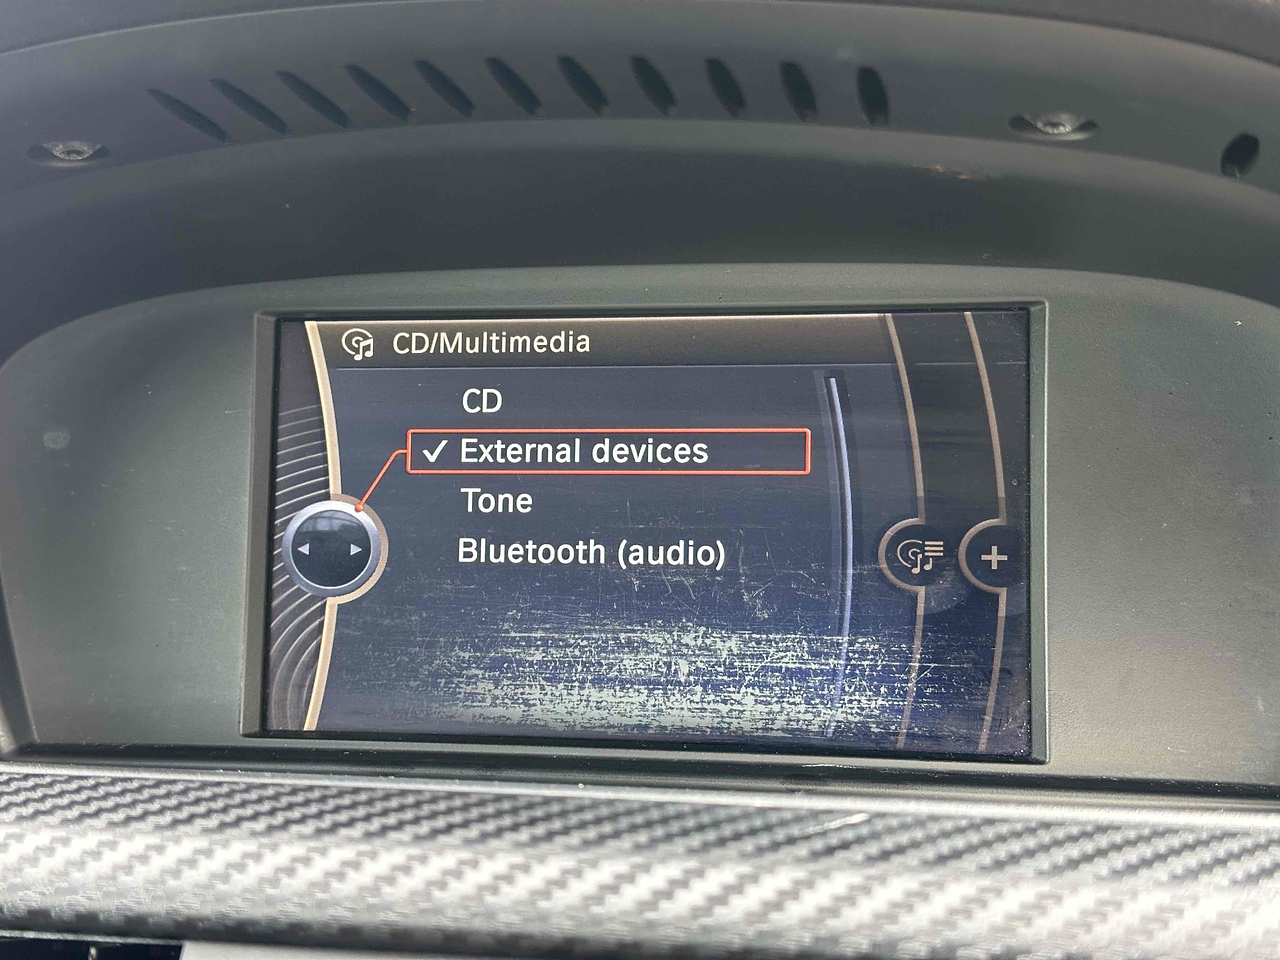 CD/Multimedia
CD
✓ External devices
Tone
Bluetooth (audio)